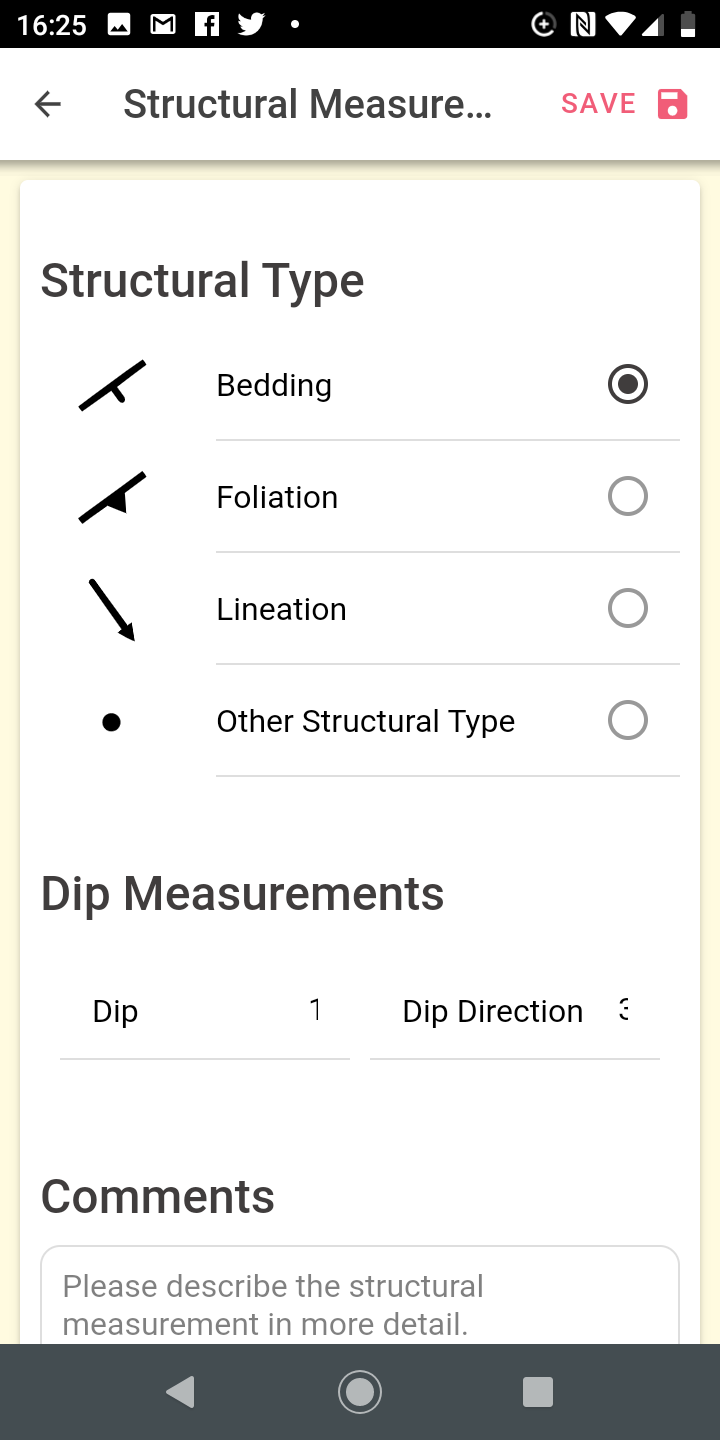 16:25
Structural Measure...
SAVE
Structural Type
Bedding
Foliation
Lineation
Other Structural Type
Dip Measurements
Dip 1
Dip Direction 3
Comments
Please describe the structural
measurement in more detail.